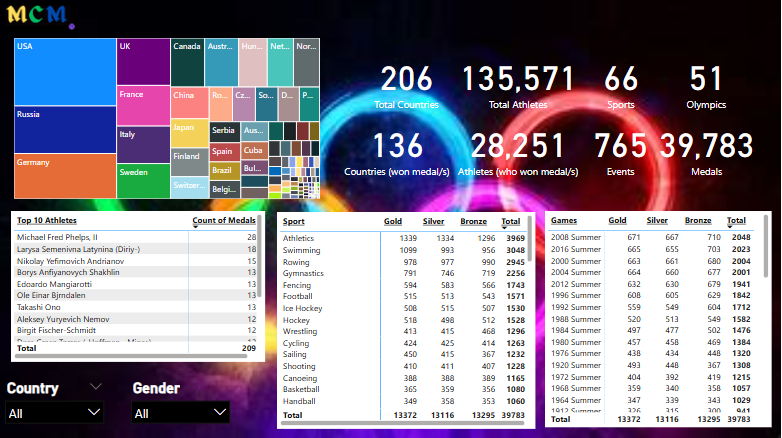 MCM.
USA
UK
Canada
Austr...
Hun...
Net...
Nor...
Russia
France
China
Ro...
Cz...
So...
D...
P...
Germany
Italy
Japan
Serbia
Aus...
Spain
Cuba
Finland
Brazil
Bul...
Sweden
Switzer...
Belgi...
206 135,571 66 51
Total Countries Total Athletes Sports Olympics
136 28,251 765 39,783
Countries (won medal/s) Athletes (who won medal/s) Events Medals
Top 10 Athletes Count of Medals
Michael Fred Phelps, II 28
Larysa Semenivna Latynina (Diriy-) 18
Nikolay Yefimovich Andrianov 15
Borys Anfiyanovych Shakhlin 13
Edoardo Mangiarotti 13
Ole Einar Bjrndalen 13
Takashi Ono 13
Aleksey Yuryevich Nemov 12
Birgit Fischer-Schmidt 12
Total 209
Sport Gold Silver Bronze Total
Athletics 1339 1334 1296 3969
Swimming 1099 993 956 3048
Rowing 978 977 990 2945
Gymnastics 791 746 719 2256
Fencing 594 583 566 1743
Football 515 513 543 1571
Ice Hockey 508 515 507 1530
Hockey 518 498 512 1528
Wrestling 413 415 468 1296
Cycling 424 425 414 1263
Sailing 450 415 367 1232
Shooting 410 411 407 1228
Canoeing 388 388 389 1165
Basketball 365 359 356 1080
Handball 349 358 353 1060
Total 13372 13116 13295 39783
Games Gold Silver Bronze Total
2008 Summer 671 667 710 2048
2016 Summer 665 655 703 2023
2000 Summer 663 661 680 2004
2004 Summer 664 660 677 2001
2012 Summer 632 630 679 1941
1996 Summer 608 605 629 1842
1992 Summer 559 549 604 1712
1988 Summer 520 513 549 1582
1984 Summer 497 477 502 1476
1980 Summer 457 458 469 1384
1976 Summer 438 434 448 1320
1920 Summer 493 448 367 1308
1972 Summer 404 392 419 1215
1968 Summer 359 340 358 1057
1964 Summer 347 339 343 1029
1912 Summer 326 315 300 941
Total 13372 13116 13295 39783
Country Gender
All All